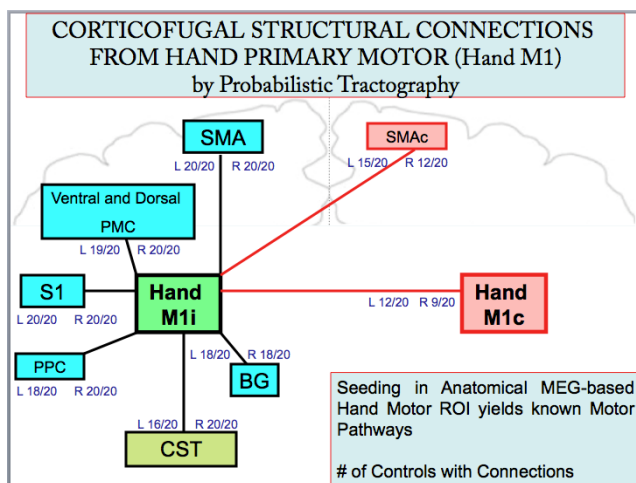 CORTICOFUGAL STRUCTURAL CONNECTIONS
FROM HAND PRIMARY MOTOR (Hand M1)
by Probabilistic Tractography
SMA
L 20/20 R 20/20
SMAc
L 15/20 R 12/20
Ventral and Dorsal
PMC
L 19/20 R 20/20
S1
L 20/20 R 20/20
Hand
M1i
L 12/20 R 9/20
Hand
M1c
PPC
L 18/20 R 20/20
L 18/20 R 18/20
BG
L 16/20 R 20/20
CST
Seeding in Anatomical MEG-based
Hand Motor ROI yields known Motor
Pathways
# of Controls with Connections